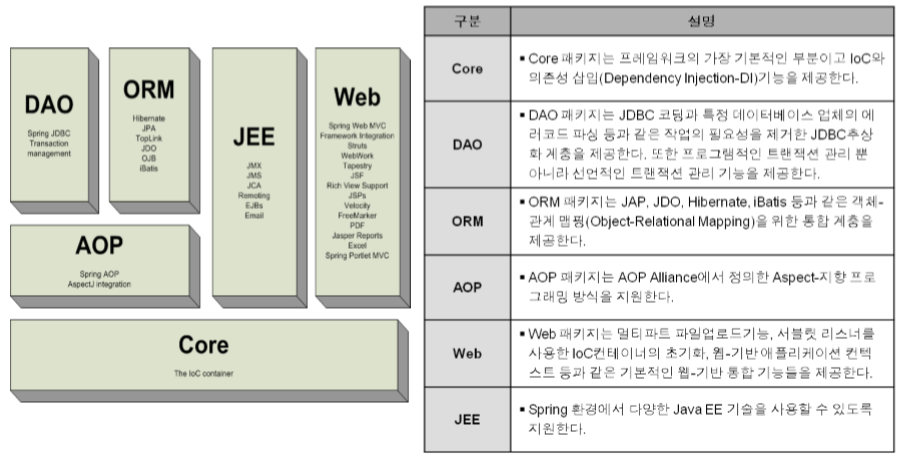 DAO
Spring JDBC
Transaction
management
ORM
Hibernate
JPA
TopLink
JDO
OJB
iBatis
JEE
JMX
JMS
JCA
Remoting
EJBs
Email
Web
Spring Web MVC
Framework Integration
Struts
WebWork
Tapestry
JSF
Rich View Support
JSPs
Velocity
FreeMarker
PDF
Jasper Reports
Excel
Spring Portlet MVC
AOP
Spring AOP
AspectJ integration
Core
The IoC container
구분 설명
Core
▪ Core 패키지는 프레임워크의 가장 기본적인 부분이고 IoC와
의존성 삽입(Dependency Injection-DI)기능을 제공한다.
DAO
▪ DAO 패키지는 JDBC 코딩과 특정 데이터베이스 업체의 에
러코드 파싱 등과 같은 작업의 필요성을 제거한 JDBC추상
화 계층을 제공한다. 또한 프로그램적인 트랜잭션 관리 뿐
아니라 선언적인 트랜잭션 관리 기능을 제공한다.
ORM
▪ ORM 패키지는 JAP, JDO, Hibernate, iBatis 등과 같은 객체-
관계 맵핑(Object-Relational Mapping)을 위한 통합 계층을
제공한다.
AOP
▪ AOP 패키지는 AOP Alliance에서 정의한 Aspect-지향 프로
그래밍 방식을 지원한다.
Web
▪ Web 패키지는 멀티파트 파일업로드기능, 서블릿 리스너를
사용한 IoC컨테이너의 초기화, 웹-기반 애플리케이션 컨텍
스트 등과 같은 기본적인 웹-기반 통합 기능들을 제공한다.
JEE
▪ Spring 환경에서 다양한 Java EE 기술을 사용할 수 있도록
지원한다.